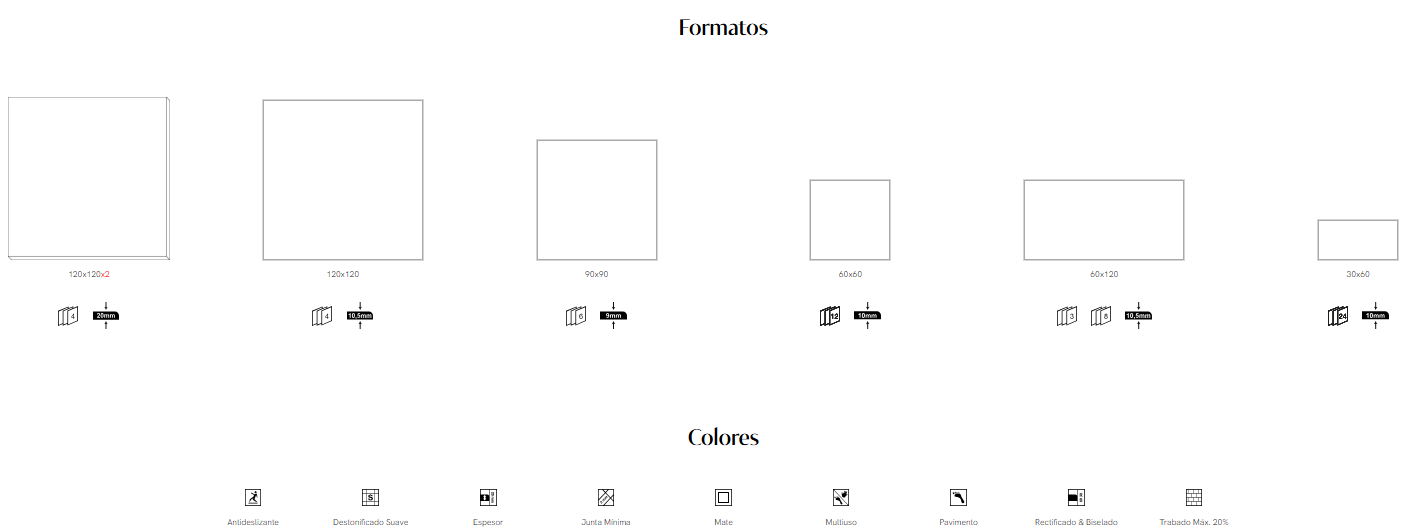 Formatos
120x120x2 120x120 90x90 60x60 60x120 30x60
4 20mm 4 10,5mm 6 9mm 12 10mm 3 8 10,5mm 24 10mm
Colores
S
Antideslizante Destonificado Suave Espesor Junta Mínima Mate Multiuso Pavimento Rectificado & Biselado Trabado Máx. 20%